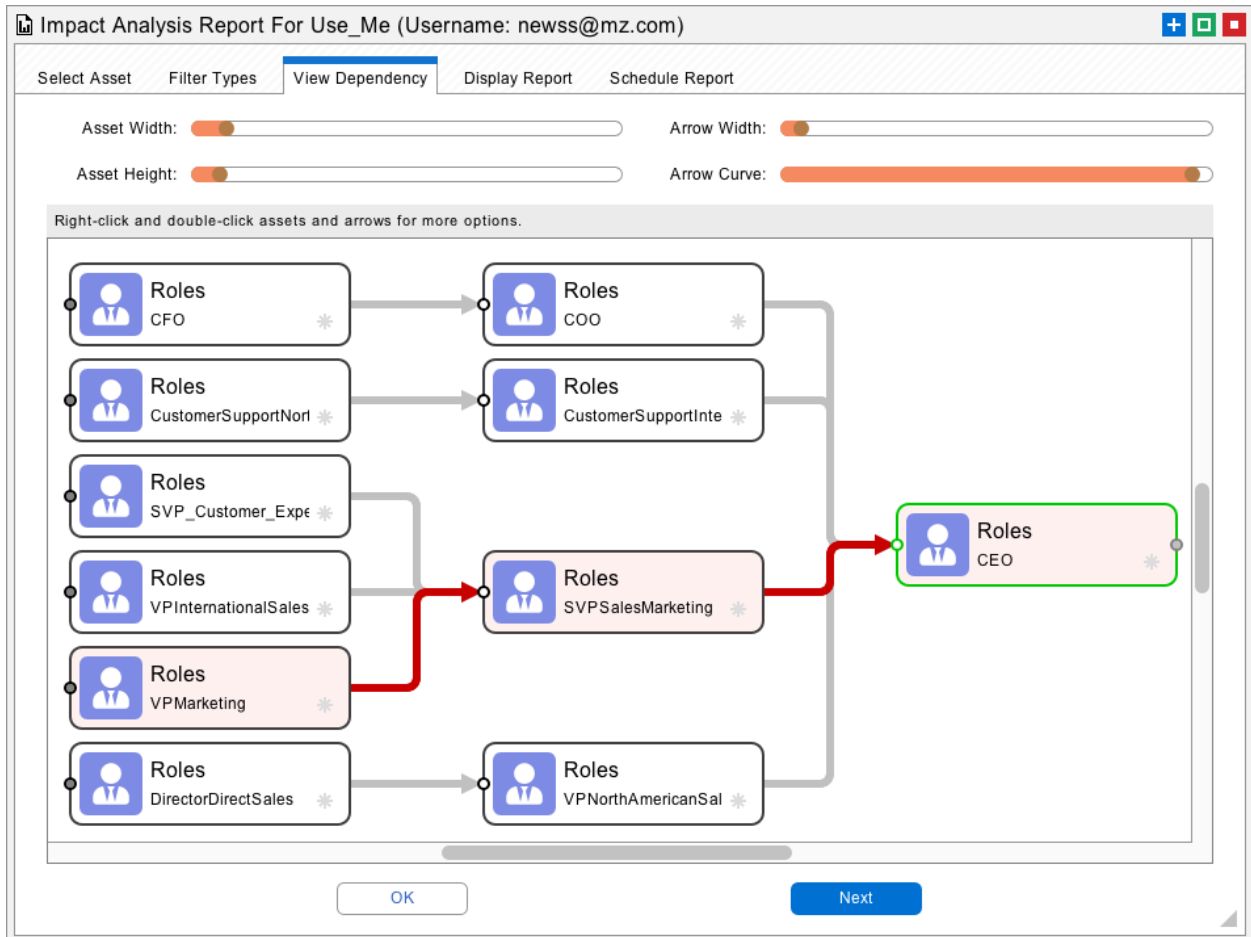 Impact Analysis Report For Use_Me (Username: newss@mz.com)
Select Asset Filter Types View Dependency Display Report Schedule Report
Asset Width: Arrow Width:
Asset Height: Arrow Curve:
Right-click and double-click assets and arrows for more options.
Roles
CFO
Roles
COO
Roles
CustomerSupportNort
Roles
CustomerSupportInte
Roles
SVP_Customer_Expe
Roles
VPInternationalSales
Roles
SVPSalesMarketing
Roles
CEO
Roles
VPMarketing
Roles
DirectorDirectSales
Roles
VPNorthAmericanSal
OK Next